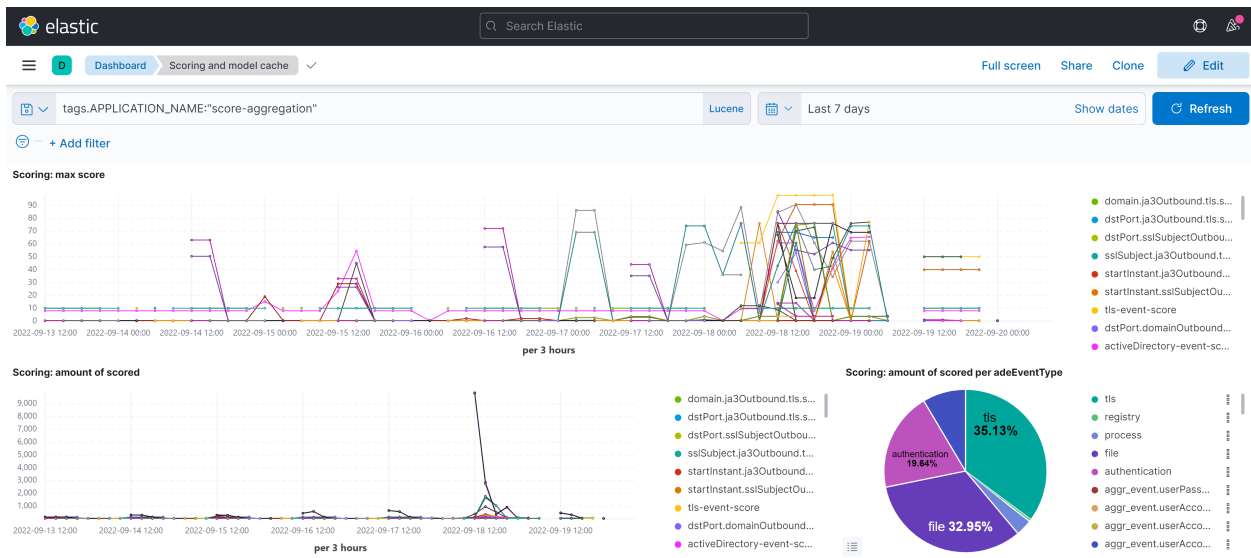 elastic
Search Elastic
D
Dashboard
Scoring and model cache
Full screen
Share
Clone
Edit
tags.APPLICATION_NAME:"score-aggregation"
Lucene
Last 7 days
Show dates
Refresh
+ Add filter
Scoring: max score
90
80
70
60
50
40
30
20
10
0
2022-09-13 12:00 2022-09-14 00:00 2022-09-14 12:00 2022-09-15 00:00 2022-09-15 12:00 2022-09-16 00:00 2022-09-16 12:00 2022-09-17 00:00 2022-09-17 12:00 2022-09-18 00:00 2022-09-18 12:00 2022-09-19 00:00 2022-09-19 12:00 2022-09-20 00:00
per 3 hours
domain.ja3Outbound.tls.s...
dstPort.ja3Outbound.tls.s...
dstPort.sslSubjectOutbou...
sslSubject.ja3Outbound.t...
startInstant.ja3Outbound...
startInstant.sslSubjectOu...
tls-event-score
dstPort.domainOutbound...
activeDirectory-event-sc...
Scoring: amount of scored
9,000
8,000
7,000
6,000
5,000
4,000
3,000
2,000
1,000
2022-09-13 12:00 2022-09-14 12:00 2022-09-15 12:00 2022-09-16 12:00 2022-09-17 12:00 2022-09-18 12:00 2022-09-19 12:00
per 3 hours
domain.ja3Outbound.tls.s...
dstPort.ja3Outbound.tls.s...
dstPort.sslSubjectOutbou...
sslSubject.ja3Outbound.t...
startInstant.ja3Outbound...
startInstant.sslSubjectOu...
tls-event-score
dstPort.domainOutbound...
activeDirectory-event-sc...
Scoring: amount of scored per adeEventType
tls
35.13%
authentication
19.64%
file 32.95%
tls
registry
process
file
authentication
aggr_event.userPass...
aggr_event.userAcco...
aggr_event.userAcco...
aggr_event.userAcco...